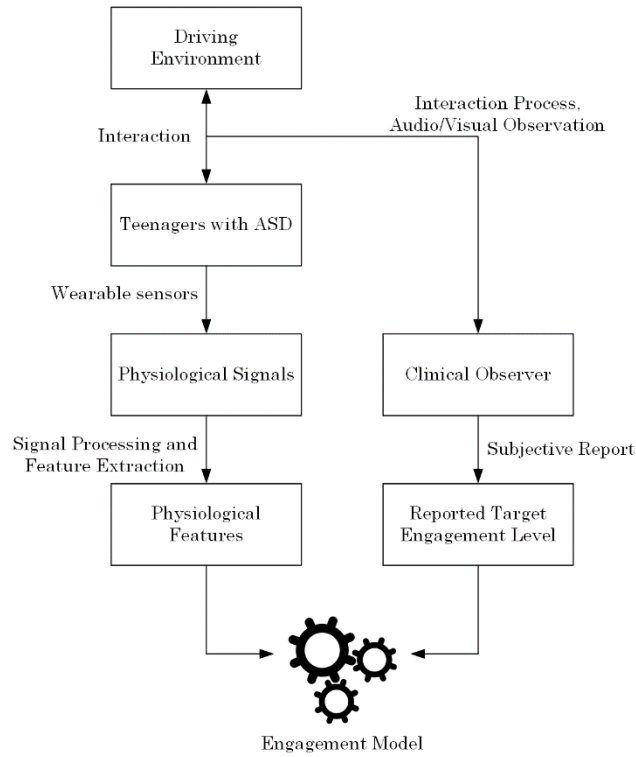 Driving
Environment
Interaction Process,
Audio/Visual Observation
Interaction
Teenagers with ASD
Wearable sensors
Physiological Signals
Clinical Observer
Signal Processing and
Feature Extraction
Subjective Report
Physiological
Features
Reported Target
Engagement Level
Engagement Model